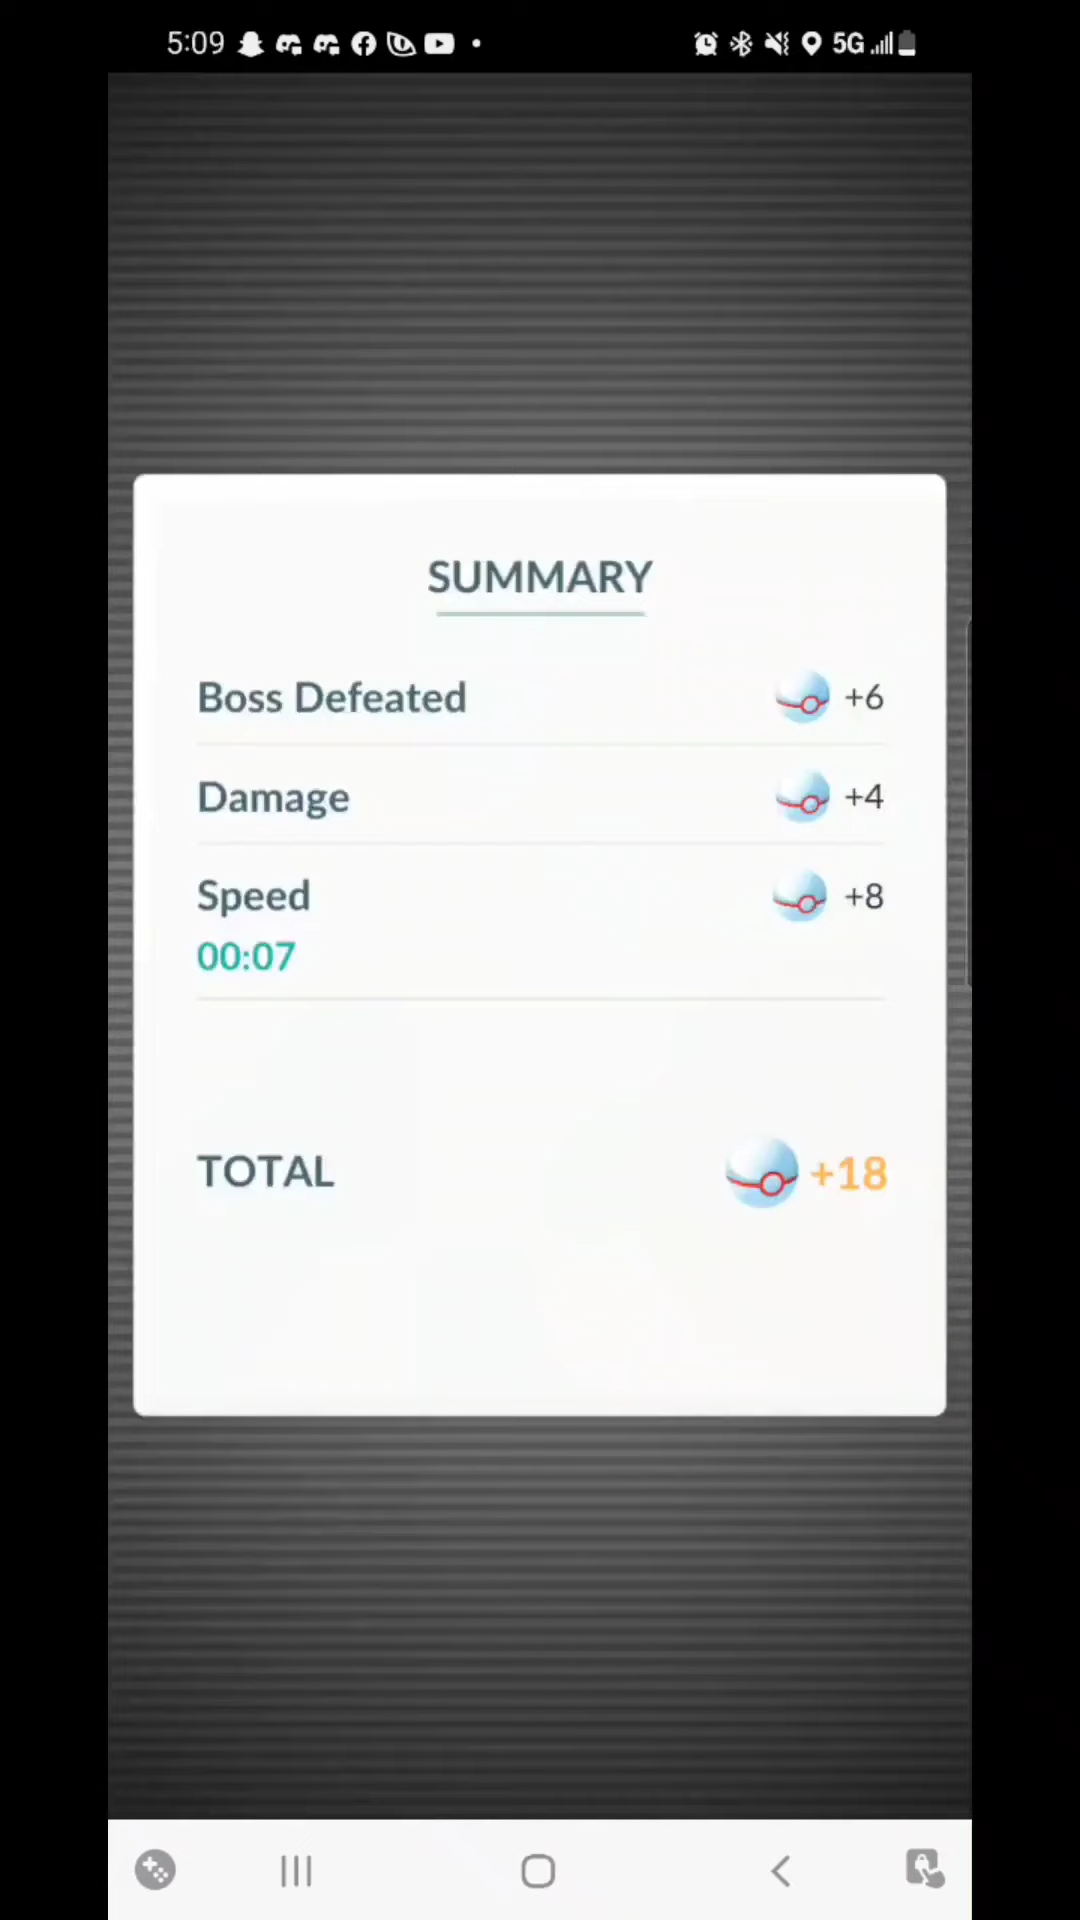 5:09 5G
SUMMARY
Boss Defeated +6
Damage +4
Speed +8
00:07
TOTAL +18